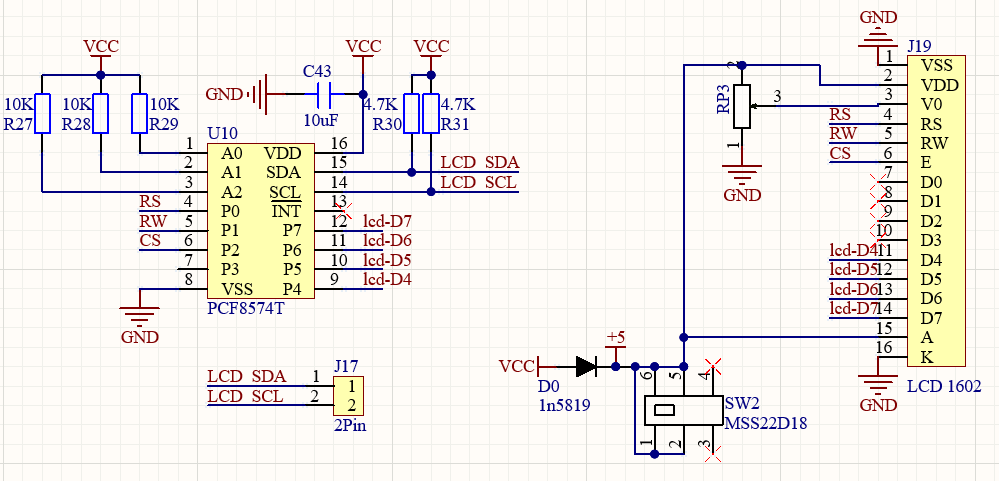 GND
VCC
VCC
VCC
J19
C43
1 VSS
2 VDD
10K
R27
10K
R28
10K
R29
GND
10uF
4.7K
R30
4.7K
R31
RP3
2
3
1
GND
3 V0
RS 4 RS
RW 5 RW
CS 6 E
7 D0
8 D1
9 D2
10 D3
lcd-D4 11 D4
lcd-D5 12 D5
lcd-D6 13 D6
lcd-D7 14 D7
15 A
16 K
LCD 1602
GND
U10
1 A0 VDD 16
2 A1 SDA 15 LCD SDA
3 A2 SCL 14 LCD SCL
RS 4 P0 INT 13
RW 5 P1 P7 12 lcd-D7
CS 6 P2 P6 11 lcd-D6
7 P3 P5 10 lcd-D5
8 VSS P4 9 lcd-D4
PCF8574T
GND
J17
LCD SDA 1 1
LCD SCL 2 2
2Pin
+5
VCC
D0
1n5819
6 5 4
SW2
MSS22D18
1 2 3